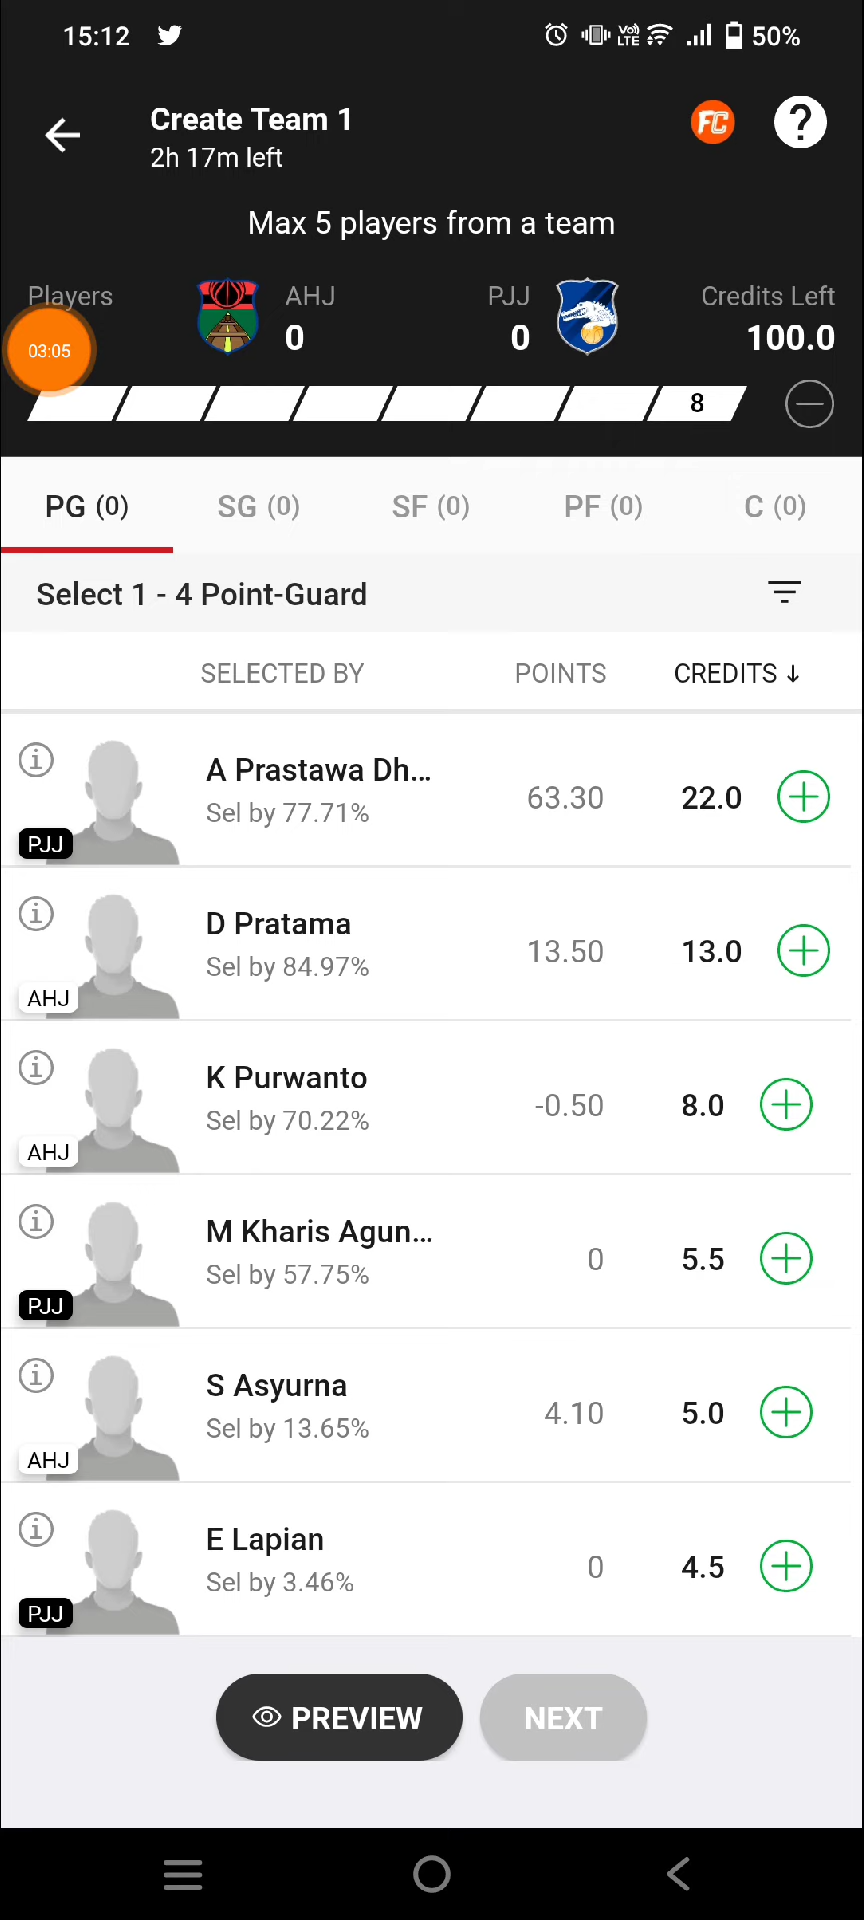 15:12
Vo) LTE
50%
Create Team 1
2h 17m left
FC
?
Max 5 players from a team
Players
AHJ
0
PJJ
0
Credits Left
100.0
03:05
8
PG (0)
SG (0)
SF (0)
PF (0)
C (0)
Select 1 - 4 Point-Guard
SELECTED BY
POINTS
CREDITS ↓
A Prastawa Dh...
Sel by 77.71%
63.30
22.0
PJJ
D Pratama
Sel by 84.97%
13.50
13.0
AHJ
K Purwanto
Sel by 70.22%
-0.50
8.0
AHJ
M Kharis Agun...
Sel by 57.75%
0
5.5
PJJ
S Asyurna
Sel by 13.65%
4.10
5.0
AHJ
E Lapian
Sel by 3.46%
0
4.5
PJJ
PREVIEW
NEXT